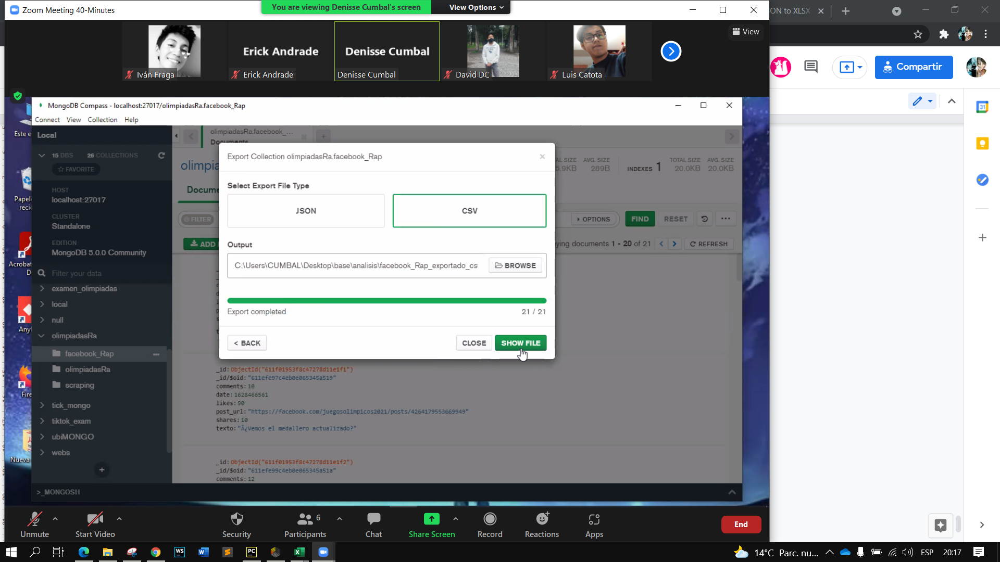 Zoom Meeting 40-Minutes
You are viewing Denisse Cumbal's screen
View Options
ON to XLSX
View
Erick Andrade
Denisse Cumbal
Iván Fraga
Erick Andrade
Denisse Cumbal
David DC
Luis Catota
Compartir
31
MongoDB Compass - localhost:27017/olimpiadasRa.facebook_Rap
Connect View Collection Help
Este e
Local
olimpiadasRa.facebook_...
Documents
15 DBS 26 COLLECTIONS
FAVORITE
HOST
localhost:27017
CLUSTER
Standalone
EDITION
MongoDB 5.0.0 Community
Filter your data
examen_olimpiadas
local
null
olimpiadasRa
facebook_Rap
olimpiadasRa
scraping
tick_mongo
tiktok_exam
ubiMONGO
webs
>_MONGOSH
Papele
reci
Acrobat
D
Any
Fire
Nueva
olimpia
Docume
FILTER
ADD
AL SIZE AVG. SIZE
5.9KB 289B
INDEXES 1
TOTAL SIZE AVG. SIZE
20.0KB 20.0KB
OPTIONS
FIND
RESET
ying documents 1 - 20 of 21
REFRESH
Export Collection olimpiadasRa.facebook_Rap
Select Export File Type
JSON
CSV
Output
C:\Users\CUMBAL\Desktop\base\analisis\facebook_Rap_exportado_cs
BROWSE
Export completed
21 / 21
< BACK
CLOSE
SHOW FILE
_id: ObjectId("611f01953f8c47278d11e1f1")
_id/$oid: "611efe97c4eb0e065345a519"
comments: 10
date: 1628466561
likes: 90
post_url: "https://facebook.com/juegosolimpicos2021/posts/4264179553669949"
shares: 10
texto: "Â¿Vemos el medallero actualizado?"
_id: ObjectId("611f01953f8c47278d11e1f2")
_id/$oid: "611efe99c4eb0e065345a51a"
comments: 12
Unmute
Start Video
Security
6
Participants
Chat
Share Screen
Record
Reactions
Apps
End
WS
PC
14°C Parc. nu...
ESP
20:17